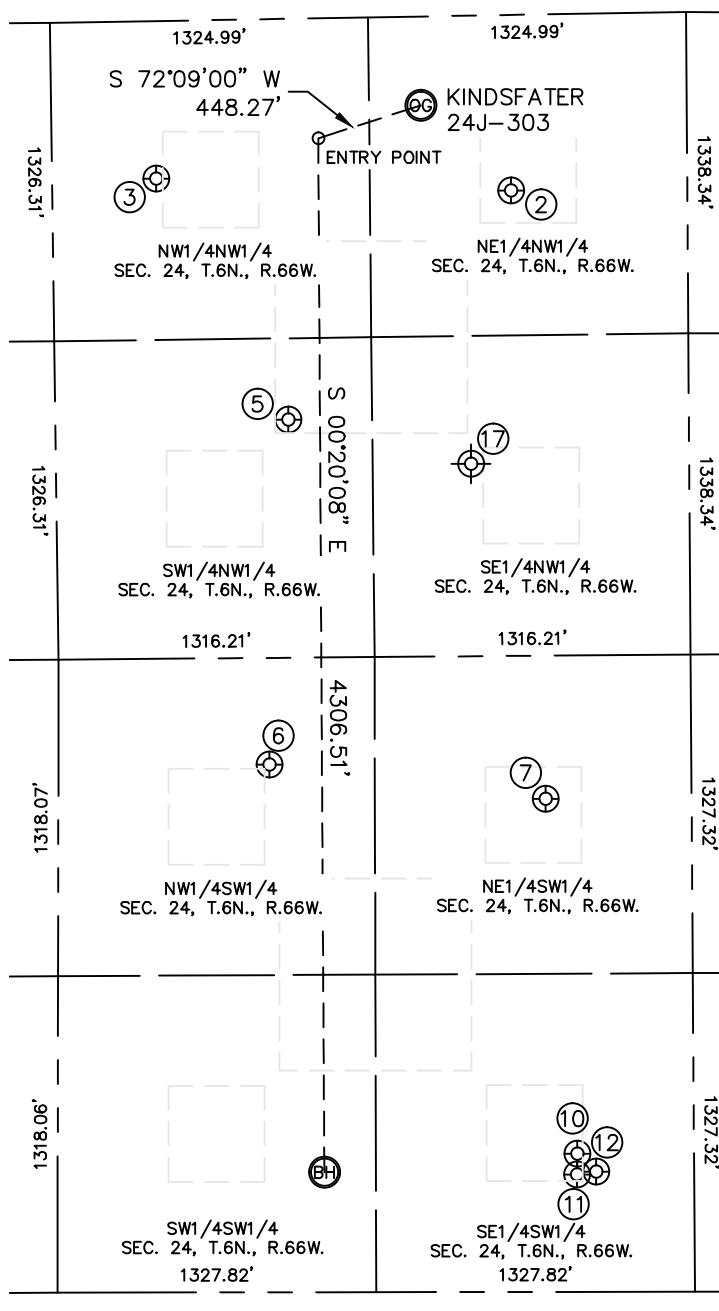 1324.99'
1324.99'
S 72°09'00" W
448.27'
OG
KINDSFATER
24J-303
ENTRY POINT
1326.31'
1338.34'
3
2
NW1/4NW1/4
SEC. 24, T.6N., R.66W.
NE1/4NW1/4
SEC. 24, T.6N., R.66W.
5
17
S 00°20'08" E
1326.31'
1338.34'
SW1/4NW1/4
SEC. 24, T.6N., R.66W.
SE1/4NW1/4
SEC. 24, T.6N., R.66W.
1316.21'
1316.21'
4306.51'
6
7
1318.07'
1327.32'
NW1/4SW1/4
SEC. 24, T.6N., R.66W.
NE1/4SW1/4
SEC. 24, T.6N., R.66W.
10
12
11
1318.06'
1327.32'
BH
SW1/4SW1/4
SEC. 24, T.6N., R.66W.
SE1/4SW1/4
SEC. 24, T.6N., R.66W.
1327.82'
1327.82'